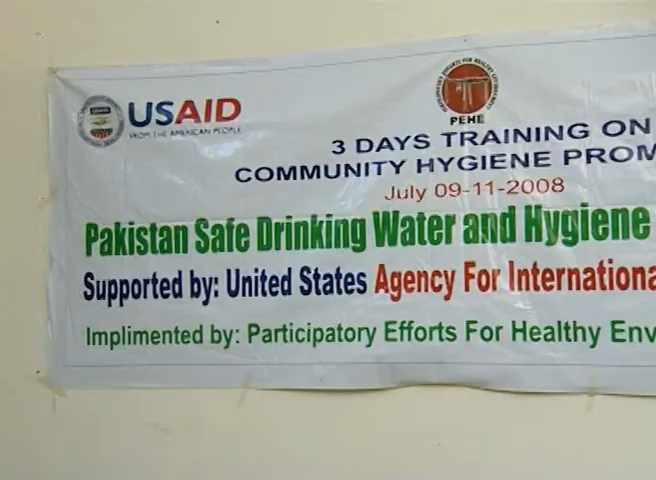 USAID
FROM THE AMERICAN PEOPLE
PEHE
3 DAYS TRAINING ON
COMMUNITY HYGIENE PROM
July 09-11-2008
Pakistan Safe Drinking Water and Hygiene
Supported by: United States Agency For Internationa
Implimented by: Participatory Efforts For Healthy Env